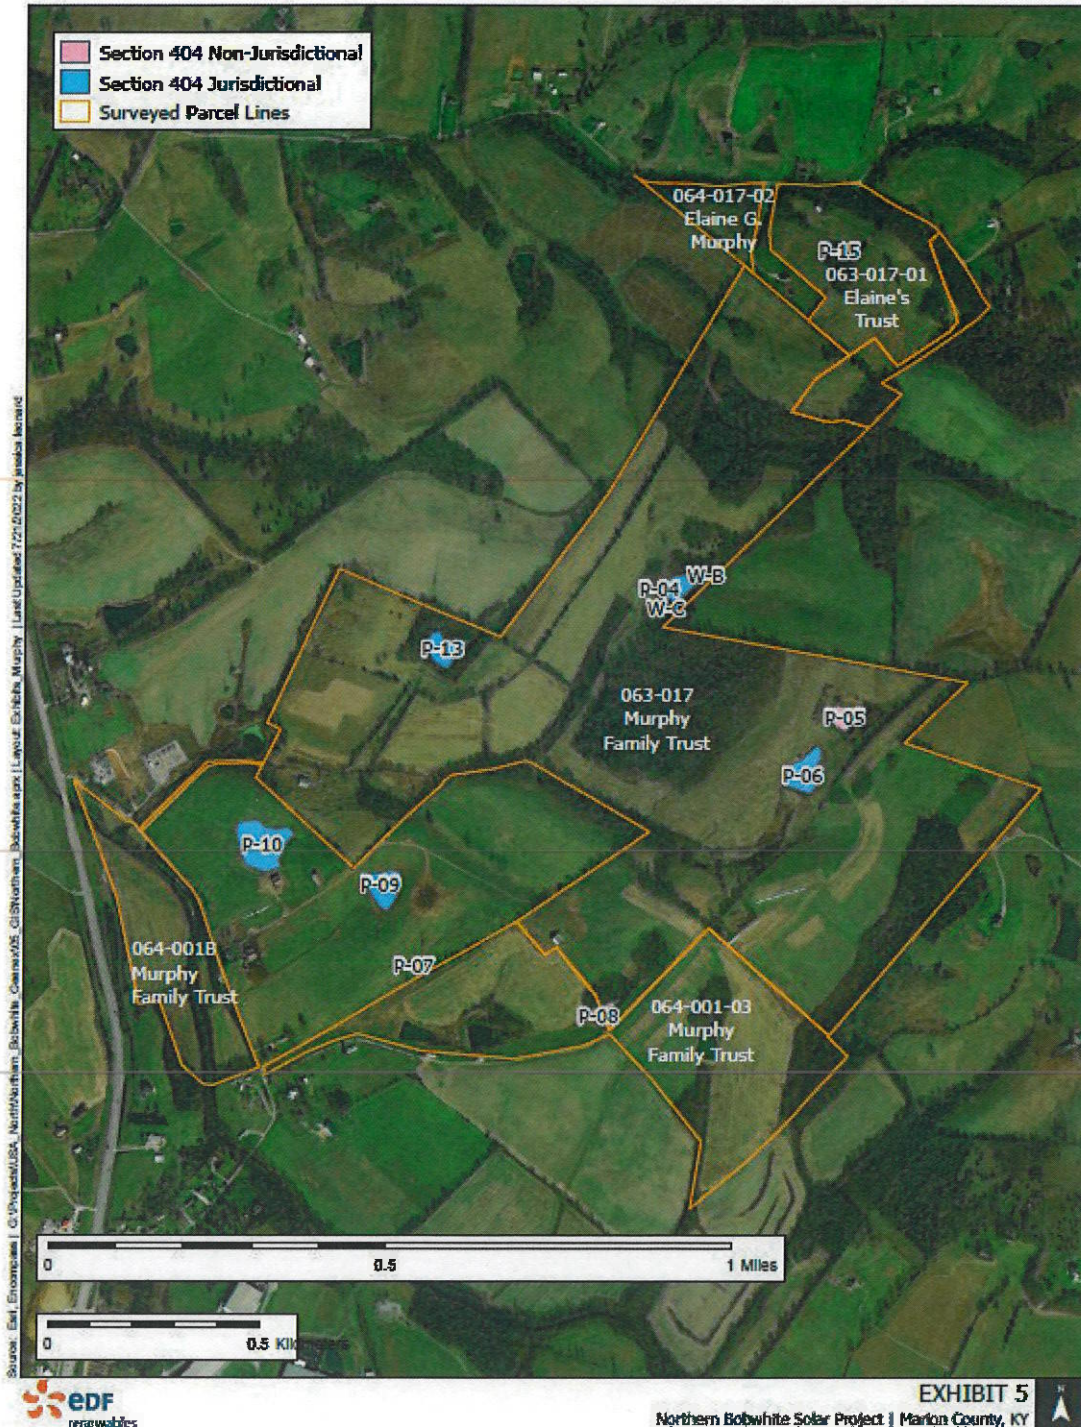 Section 404 Non-Jurisdictional
Section 404 Jurisdictional
Surveyed Parcel Lines
064-017-02
Elaine G.
Murphy
P-15
063-017-01
Elaine's
Trust
W-B
P-04
W-C
P-13
063-017
Murphy
Family Trust
P-05
P-06
P-10
P-09
064-001B
Murphy
Family Trust
P-07
P-08
064-001-03
Murphy
Family Trust
0
0.5
1 Miles
0
0.5
EDF
renewables
EXHIBIT 5
Northern Bobwhite Solar Project | Marion County, KY
N